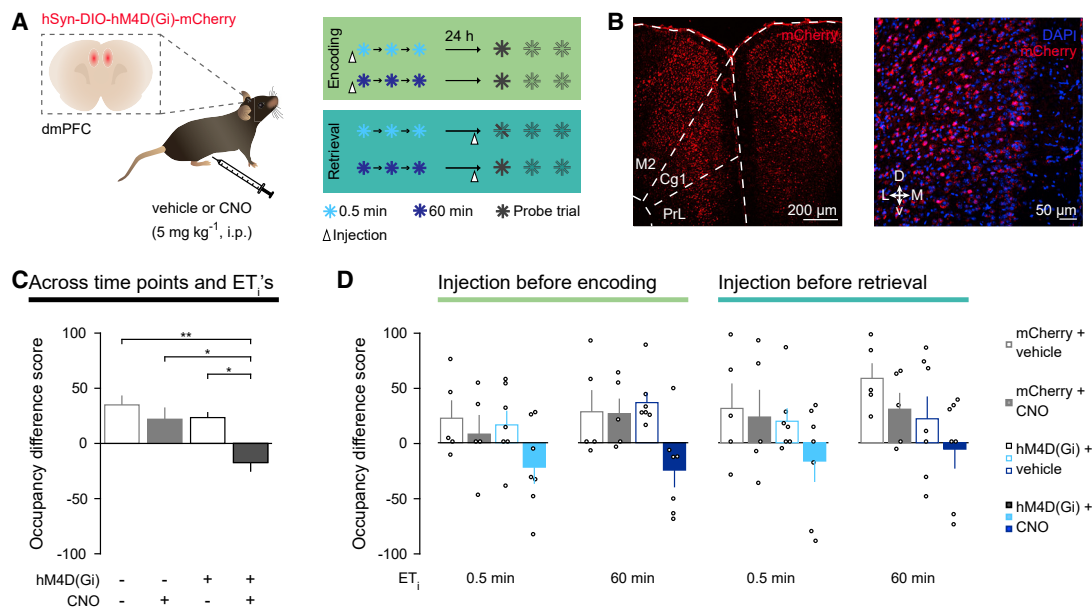 A
hSyn-DIO-hM4D(Gi)-mCherry
dmPFC
vehicle or CNO
(5 mg kg-1, i.p.)
Encoding
24 h
Retrieval
0.5 min
60 min
Probe trial
Injection
B
mCherry
M2
Cg1
PrL
200 µm
DAPI
mCherry
D
L M
V
50 µm
C
Across time points and ETi's
Occupancy difference score
100
50
0
-50
-100
**
*
*
hM4D(Gi) - - + +
CNO - + - +
D
Injection before encoding
Injection before retrieval
Occupancy difference score
100
50
0
-50
-100
ETi 0.5 min 60 min 0.5 min 60 min
mCherry +
vehicle
mCherry +
CNO
hM4D(Gi) +
vehicle
hM4D(Gi) +
CNO